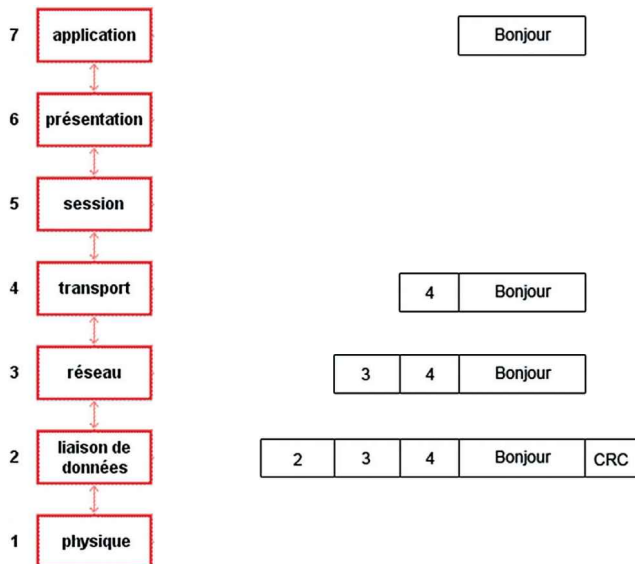 7 application Bonjour
6 présentation
5 session
4 transport 4 Bonjour
3 réseau 3 4 Bonjour
2 liaison de données 2 3 4 Bonjour CRC
1 physique